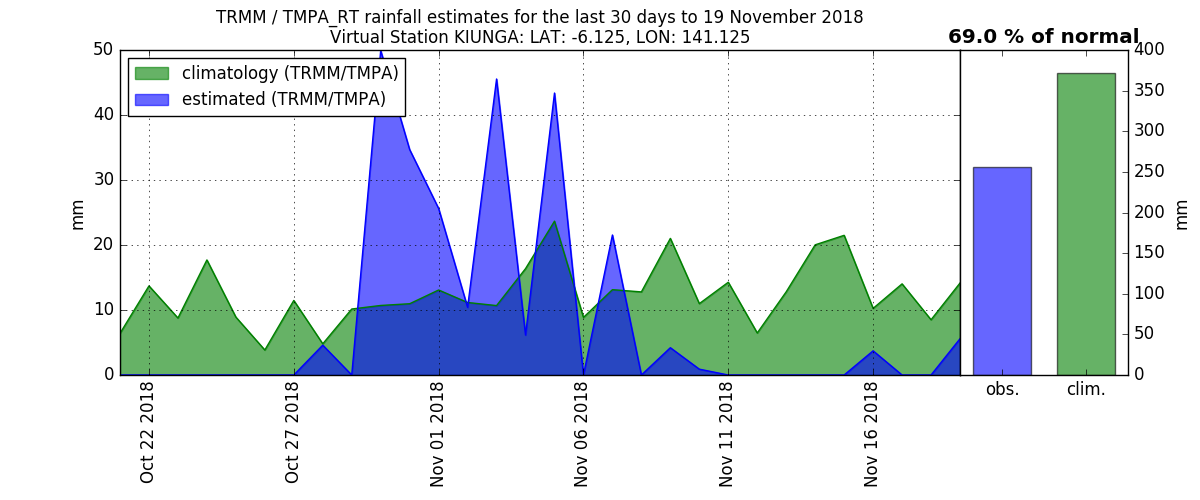 TRMM / TMPA_RT rainfall estimates for the last 30 days to 19 November 2018
Virtual Station KIUNGA: LAT: -6.125, LON: 141.125
69.0 % of normal
climatology (TRMM/TMPA)
estimated (TRMM/TMPA)
50
40
30
20
10
0
mm
Oct 22 2018
Oct 27 2018
Nov 01 2018
Nov 06 2018
Nov 11 2018
Nov 16 2018
400
350
300
250
200
150
100
50
0
mm
obs.
clim.